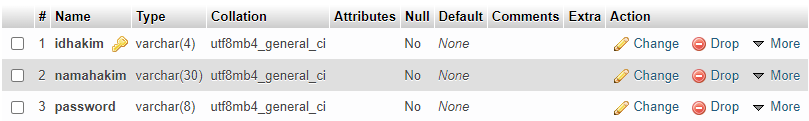 # Name Type Collation Attributes Null Default Comments Extra Action
1 idhakim varchar(4) utf8mb4_general_ci No None Change Drop More
2 namahakim varchar(30) utf8mb4_general_ci No None Change Drop More
3 password varchar(8) utf8mb4_general_ci No None Change Drop More